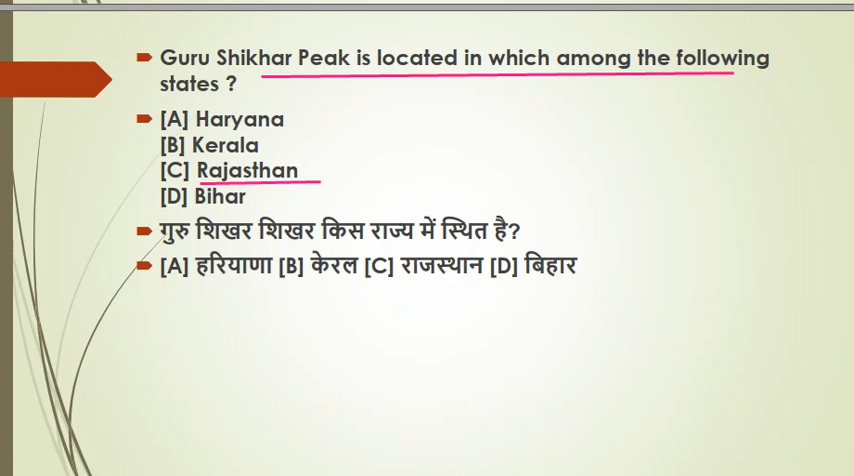 Guru Shikhar Peak is located in which among the following
states ?
[A] Haryana
[B] Kerala
[C] Rajasthan
[D] Bihar
गुरु शिखर शिखर किस राज्य में स्थित है?
[A] हरियाणा [B] केरल [C] राजस्थान [D] बिहार